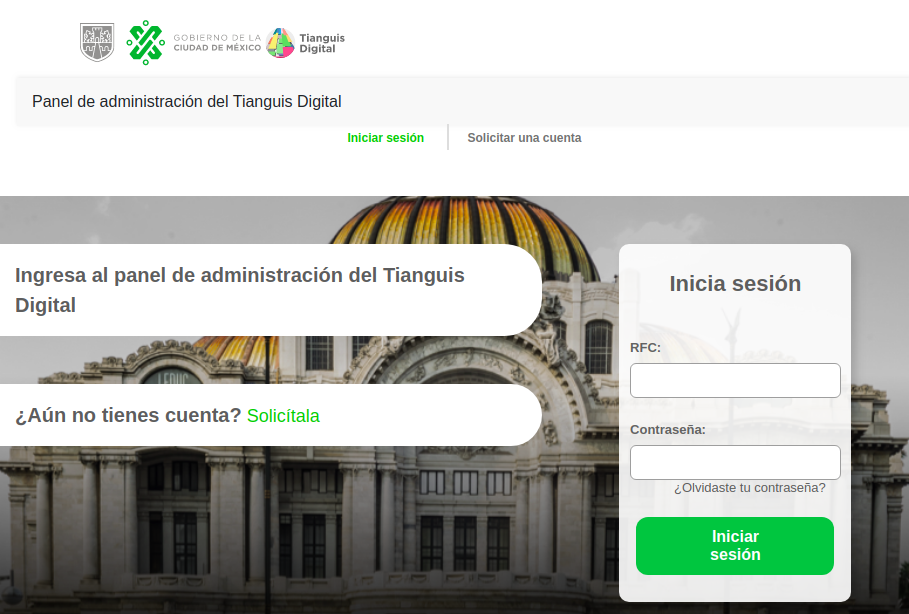 GOBIERNO DE LA
CIUDAD DE MÉXICO
Tianguis
Digital
Panel de administración del Tianguis Digital
Iniciar sesión
Solicitar una cuenta
Ingresa al panel de administración del Tianguis
Digital
¿Aún no tienes cuenta? Solicítala
Inicia sesión
RFC:
Contraseña:
¿Olvidaste tu contraseña?
Iniciar
sesión